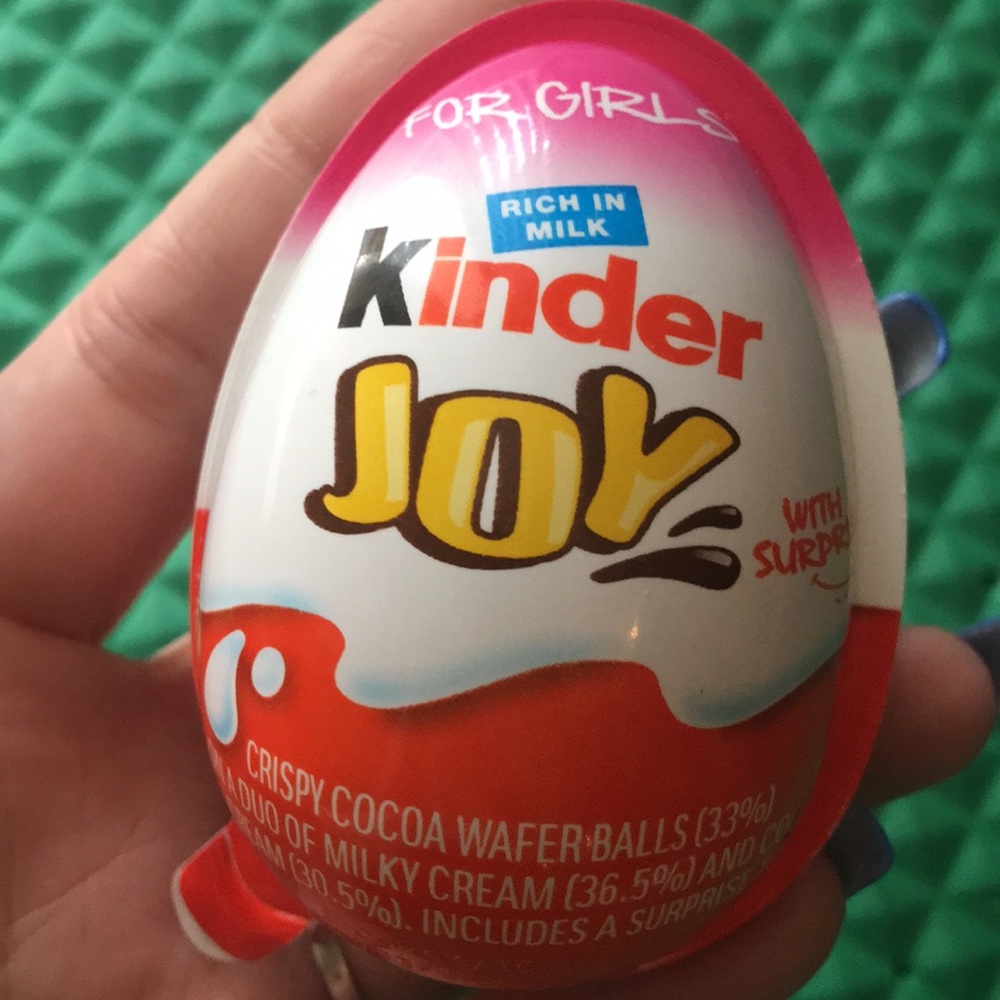 FOR GIRLS
RICH IN
MILK
kinder
JOY
WITH
CRISPY COCOA WAFER BALLS (33%)
A DUO OF MILKY CREAM (36.5%) AND
(30.5%). INCLUDES A SURPRISE